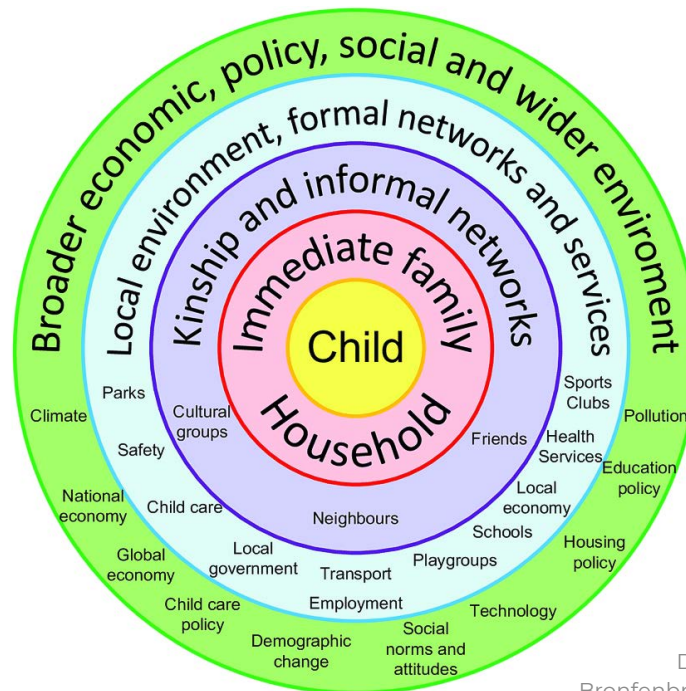 Broader economic, policy, social and wider enviroment
Local environment, formal networks and services
Kinship and informal networks
Immediate family
Child
Household
Sports
Clubs
Parks
Climate
Cultural
groups
Pollution
Friends
Health
Services
Safety
Education
policy
National
economy
Child care
Local
economy
Neighbours
Schools
Housing
policy
Global
economy
Local
government
Transport
Playgroups
Child care
policy
Employment
Technology
Demographic
change
Social
norms and
attitudes